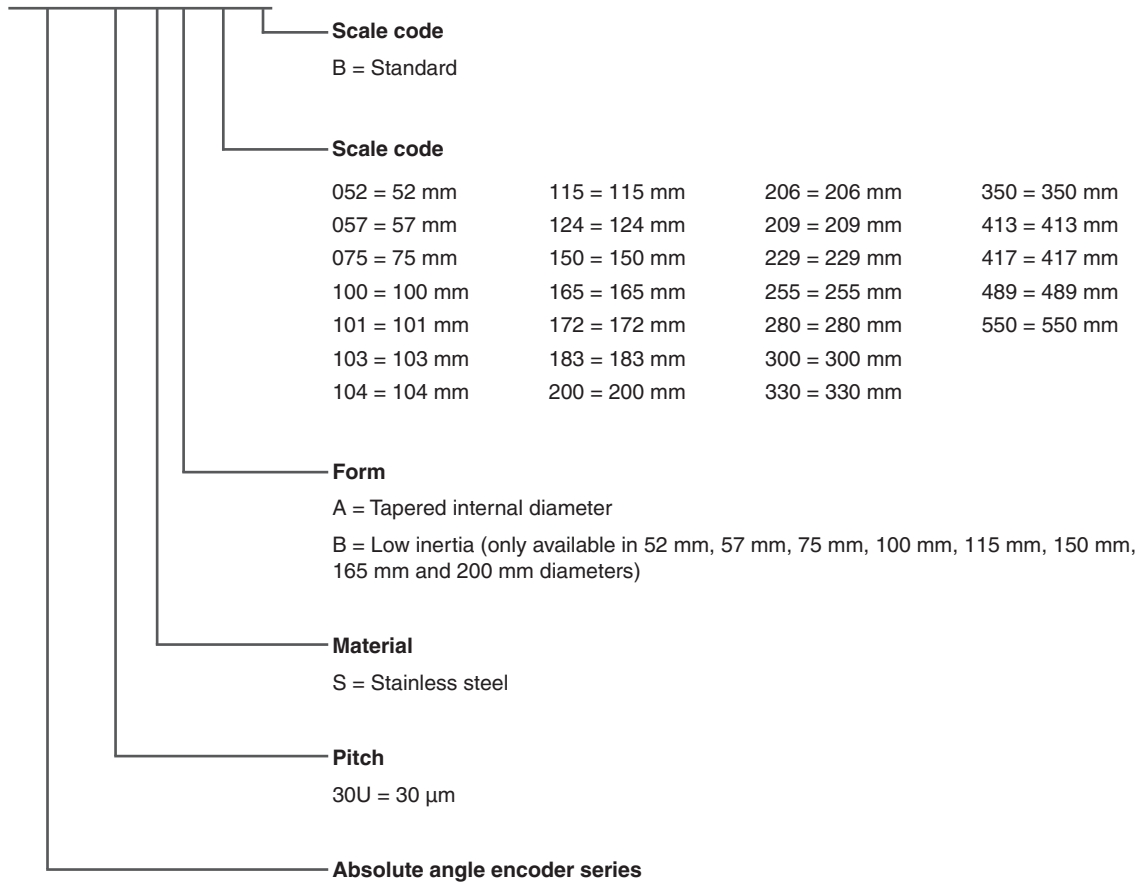 Scale code
B = Standard
Scale code
052 = 52 mm 115 = 115 mm 206 = 206 mm 350 = 350 mm
057 = 57 mm 124 = 124 mm 209 = 209 mm 413 = 413 mm
075 = 75 mm 150 = 150 mm 229 = 229 mm 417 = 417 mm
100 = 100 mm 165 = 165 mm 255 = 255 mm 489 = 489 mm
101 = 101 mm 172 = 172 mm 280 = 280 mm 550 = 550 mm
103 = 103 mm 183 = 183 mm 300 = 300 mm
104 = 104 mm 200 = 200 mm 330 = 330 mm
Form
A = Tapered internal diameter
B = Low inertia (only available in 52 mm, 57 mm, 75 mm, 100 mm, 115 mm, 150 mm,
165 mm and 200 mm diameters)
Material
S = Stainless steel
Pitch
30U = 30 µm
Absolute angle encoder series